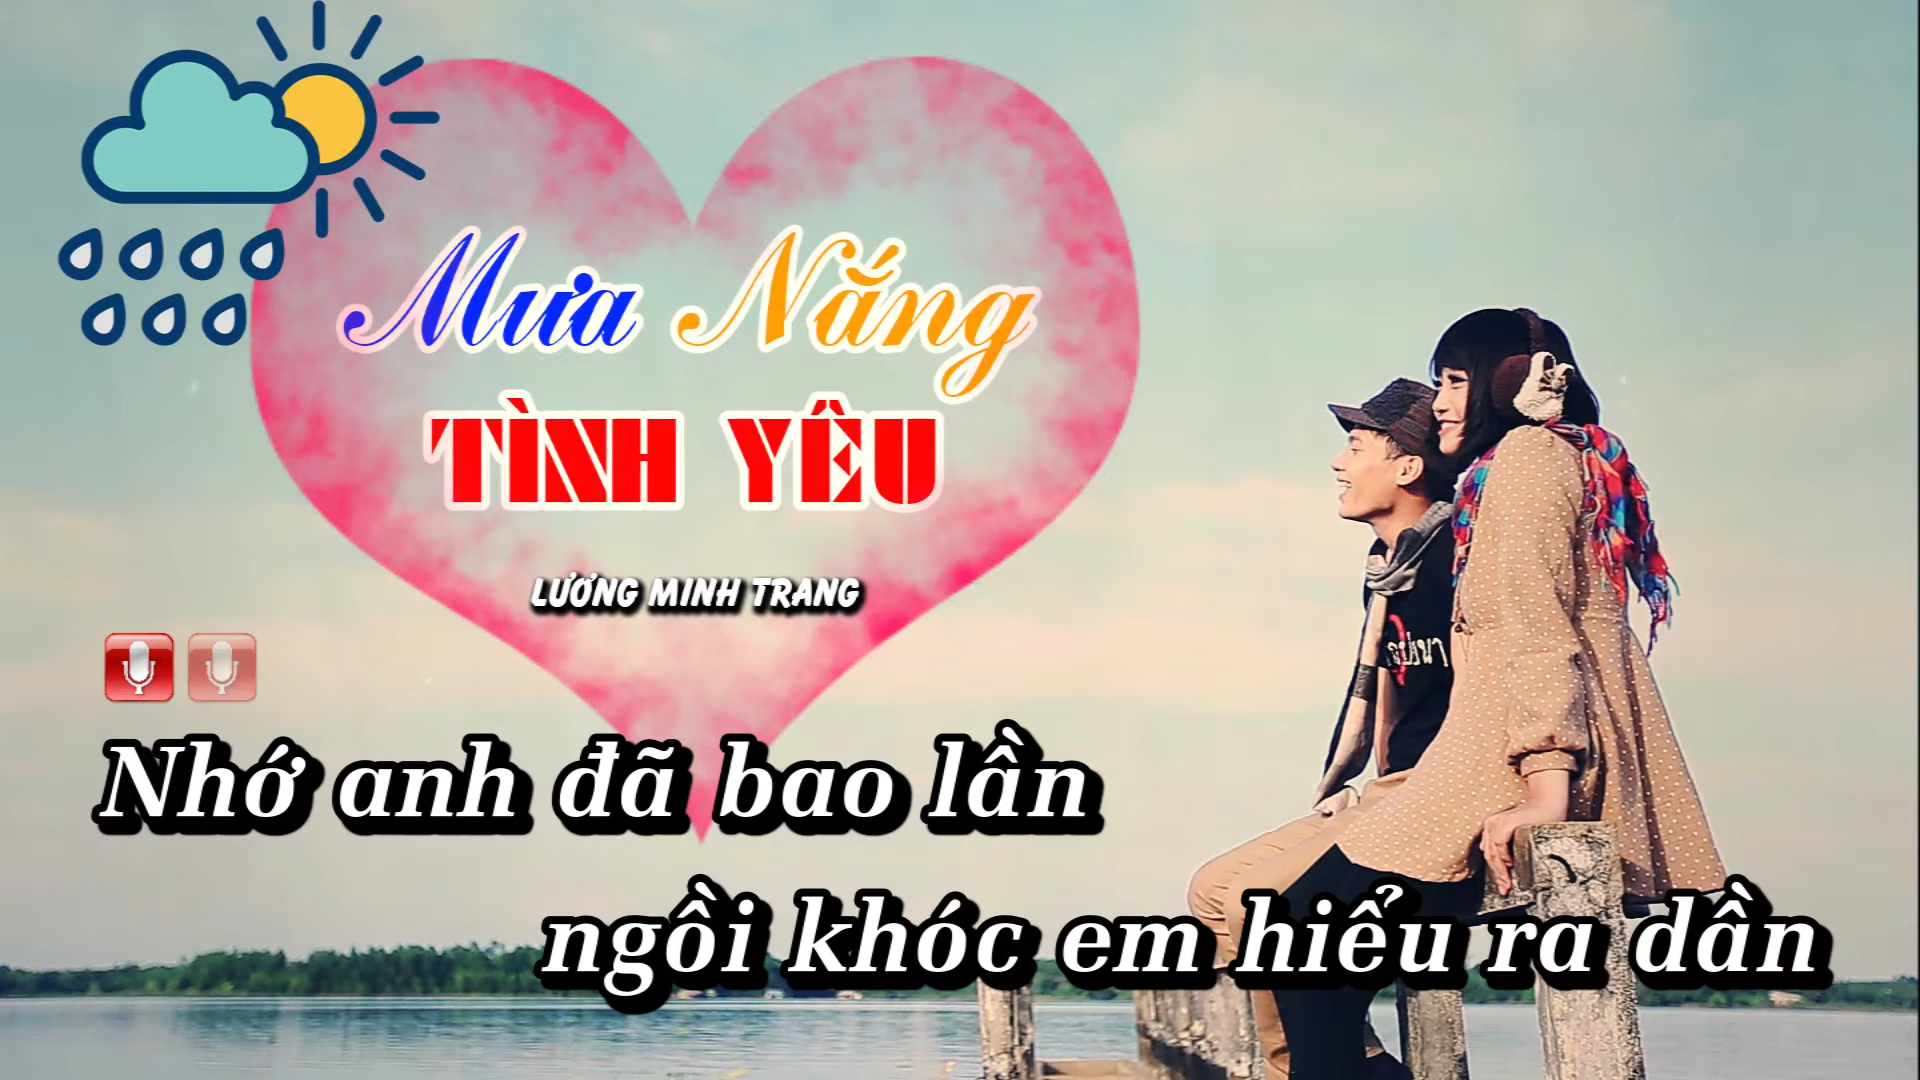 Mưa Nắng
TÌNH YÊU
LƯƠNG MINH TRANG
Nhớ anh đã bao lần
ngồi khóc em hiểu ra dần